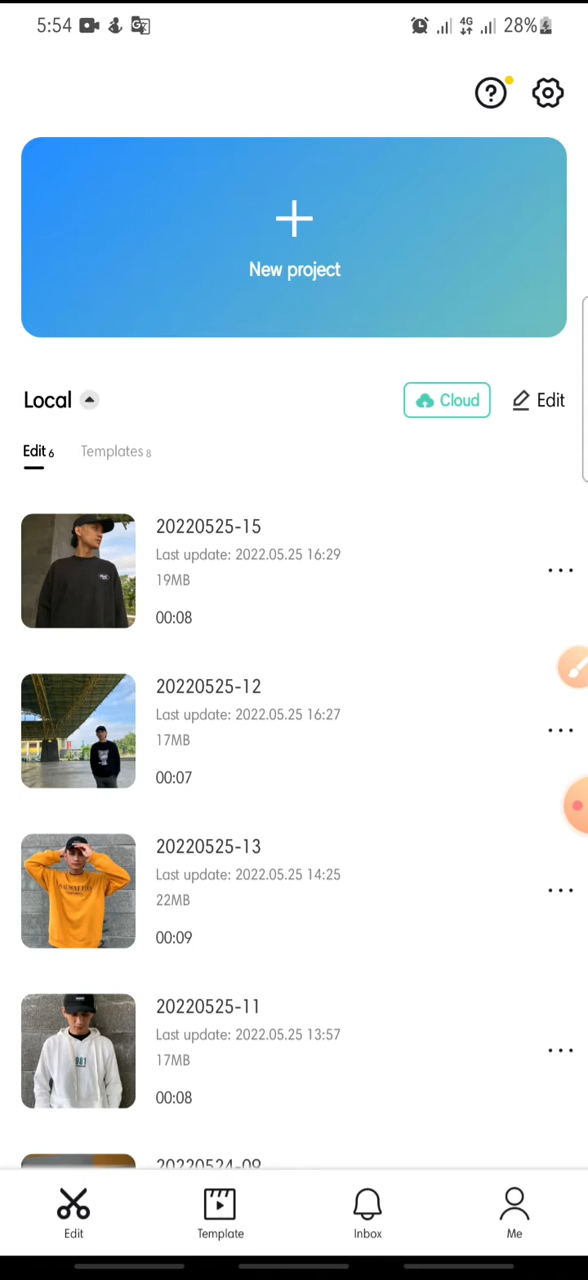 5:54 4G 28%
New project
Local Cloud Edit
Edit 6 Templates 8
20220525-15
Last update: 2022.05.25 16:29
19MB
00:08
20220525-12
Last update: 2022.05.25 16:27
17MB
00:07
20220525-13
Last update: 2022.05.25 14:25
22MB
00:09
20220525-11
Last update: 2022.05.25 13:57
17MB
00:08
20220524-09
Edit Template Inbox Me